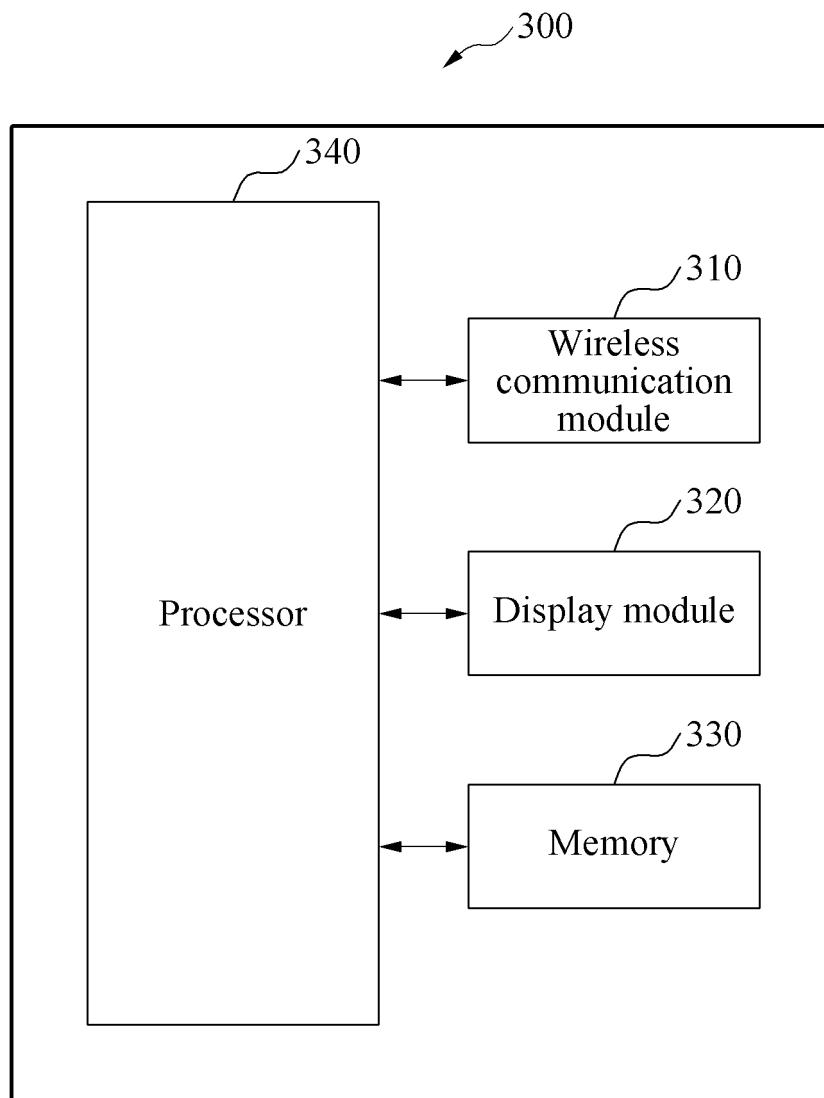 300
340
310
Wireless
communication
module
320
Processor
Display module
330
Memory